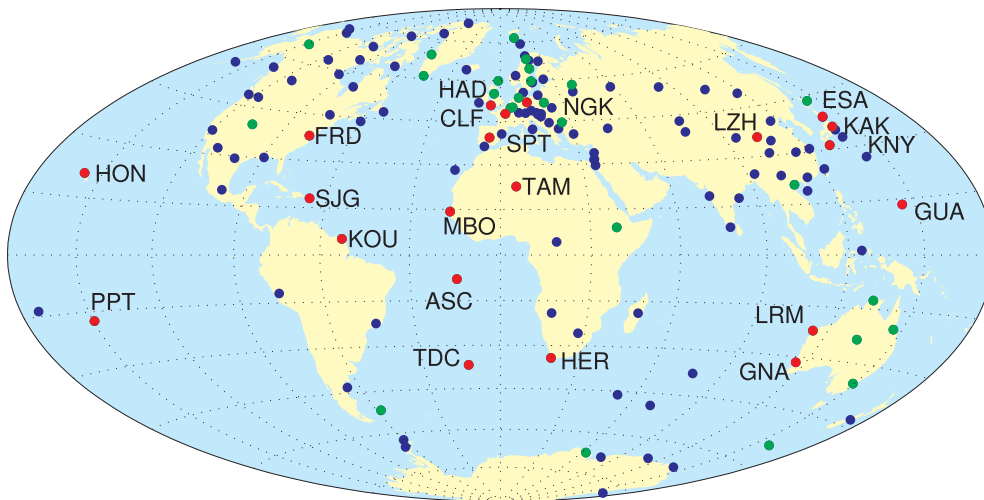 HAD
CLF
NGK
ESA
LZH
KAK
FRD
SPT
KNY
HON
TAM
SJG
MBO
GUA
KOU
PPT
ASC
LRM
TDC
HER
GNA